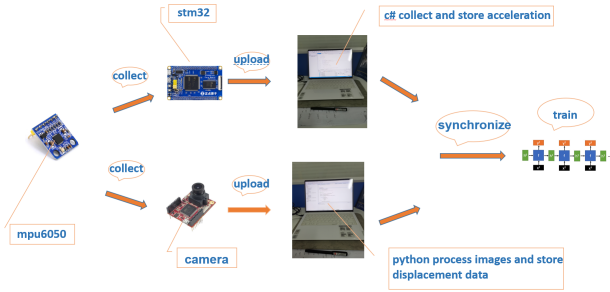 stm32
c# collect and store acceleration
collect
upload
synchronize
train
collect
upload
mpu6050
camera
python process images and store
displacement data